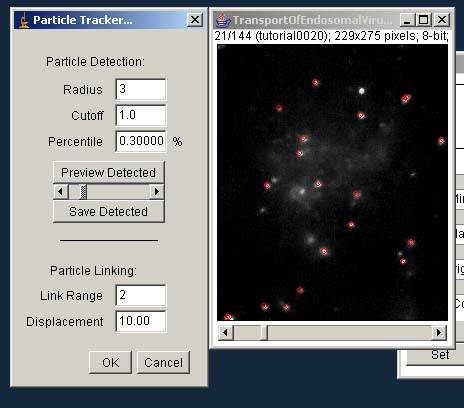 Particle Tracker...
Particle Detection:
Radius 3
Cutoff 1.0
Percentile 0.30000 %
Preview Detected
Save Detected
Particle Linking:
Link Range 2
Displacement 10.00
OK Cancel
TransportOfEndosomalViru...
21/144 (tutorial0020); 229x275 pixels; 8-bit;
Set